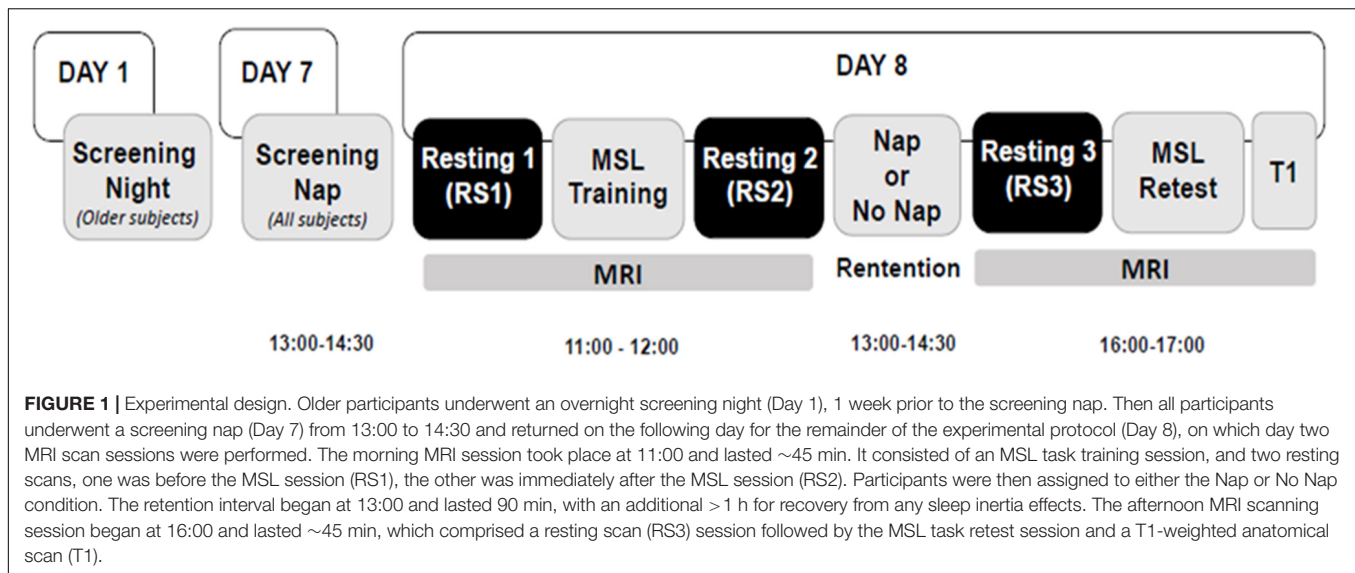 DAY 1
DAY 7
DAY 8
Screening
Night
(Older subjects)
Screening
Nap
(All subjects)
Resting 1
(RS1)
MSL
Training
Resting 2
(RS2)
Nap
or
No Nap
Resting 3
(RS3)
MSL
Retest
T1
MRI
Rentention
MRI
13:00-14:30
11:00 - 12:00
13:00-14:30
16:00-17:00
FIGURE 1 | Experimental design. Older participants underwent an overnight screening night (Day 1), 1 week prior to the screening nap. Then all participants
underwent a screening nap (Day 7) from 13:00 to 14:30 and returned on the following day for the remainder of the experimental protocol (Day 8), on which day two
MRI scan sessions were performed. The morning MRI session took place at 11:00 and lasted ∼45 min. It consisted of an MSL task training session, and two resting
scans, one was before the MSL session (RS1), the other was immediately after the MSL session (RS2). Participants were then assigned to either the Nap or No Nap
condition. The retention interval began at 13:00 and lasted 90 min, with an additional >1 h for recovery from any sleep inertia effects. The afternoon MRI scanning
session began at 16:00 and lasted ∼45 min, which comprised a resting scan (RS3) session followed by the MSL task retest session and a T1-weighted anatomical
scan (T1).